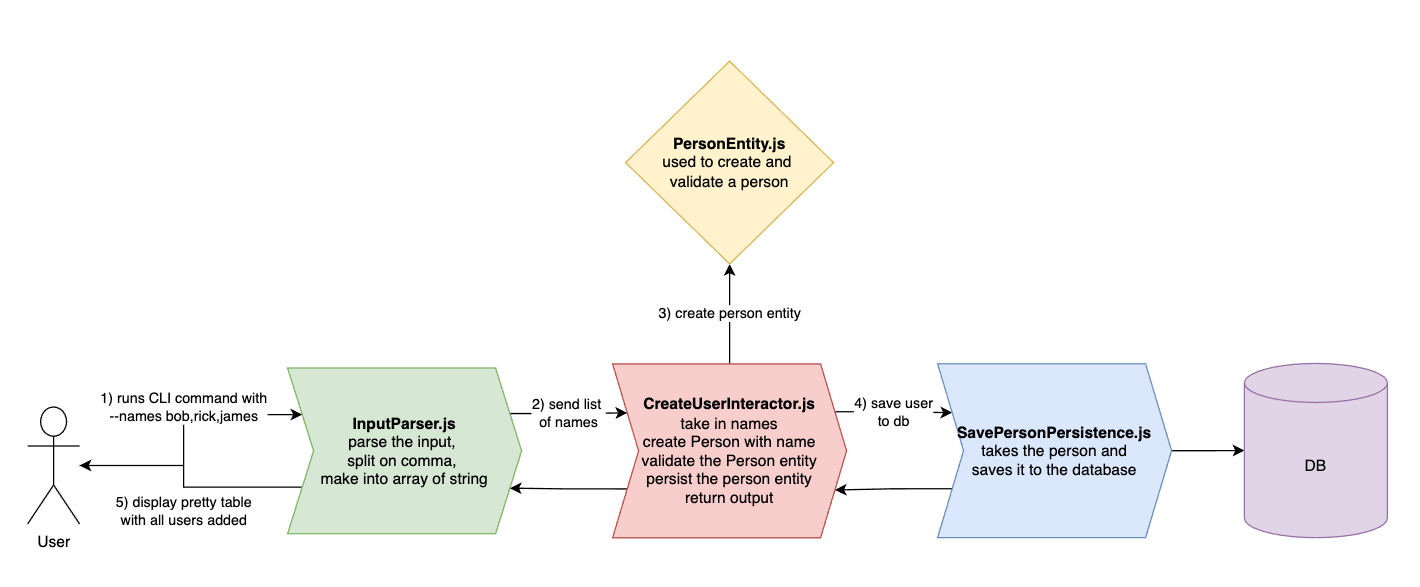 PersonEntity.js
used to create and
validate a person
3) create person entity
1) runs CLI command with
--names bob,rick,james
5) display pretty table
with all users added
User
InputParser.js
parse the input,
split on comma,
make into array of string
2) send list
of names
CreateUserInteractor.js
take in names
create Person with name
validate the Person entity
persist the person entity
return output
4) save user
to db
SavePersonPersistence.js
takes the person and
saves it to the database
DB